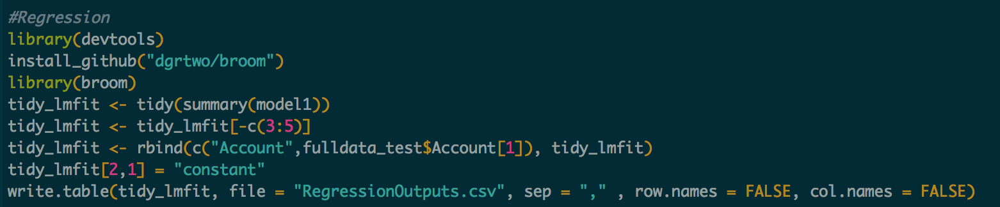 #Regression
library(devtools)
install_github("dgrtwo/broom")
library(broom)
tidy_lmfit <- tidy(summary(model1))
tidy_lmfit <- tidy_lmfit[-c(3:5)]
tidy_lmfit <- rbind(c("Account",fulldata_test$Account[1]), tidy_lmfit)
tidy_lmfit[2,1] = "constant"
write.table(tidy_lmfit, file = "RegressionOutputs.csv", sep = "," , row.names = FALSE, col.names = FALSE)